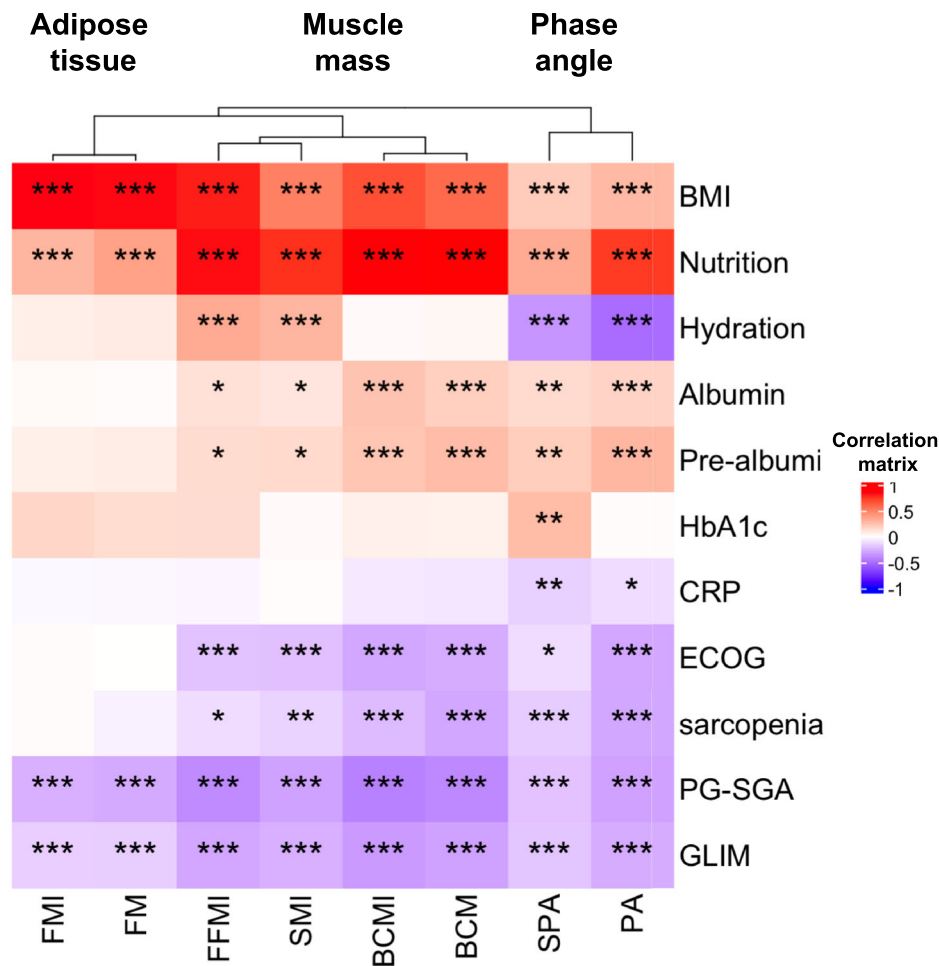 Adipose tissue
Muscle mass
Phase angle
*** *** *** *** *** *** *** *** BMI
*** *** *** *** *** *** *** *** Nutrition
*** *** *** *** Hydration
* * *** *** ** *** Albumin
* * *** *** ** *** Pre-albumi
** HbA1c
** * CRP
*** *** *** *** * *** ECOG
* ** *** *** *** *** sarcopenia
*** *** *** *** *** *** *** *** PG-SGA
*** *** *** *** *** *** *** *** GLIM
FMI FM FFMI SMI BCMI BCM SPA PA
Correlation
matrix
1
0.5
0
-0.5
-1